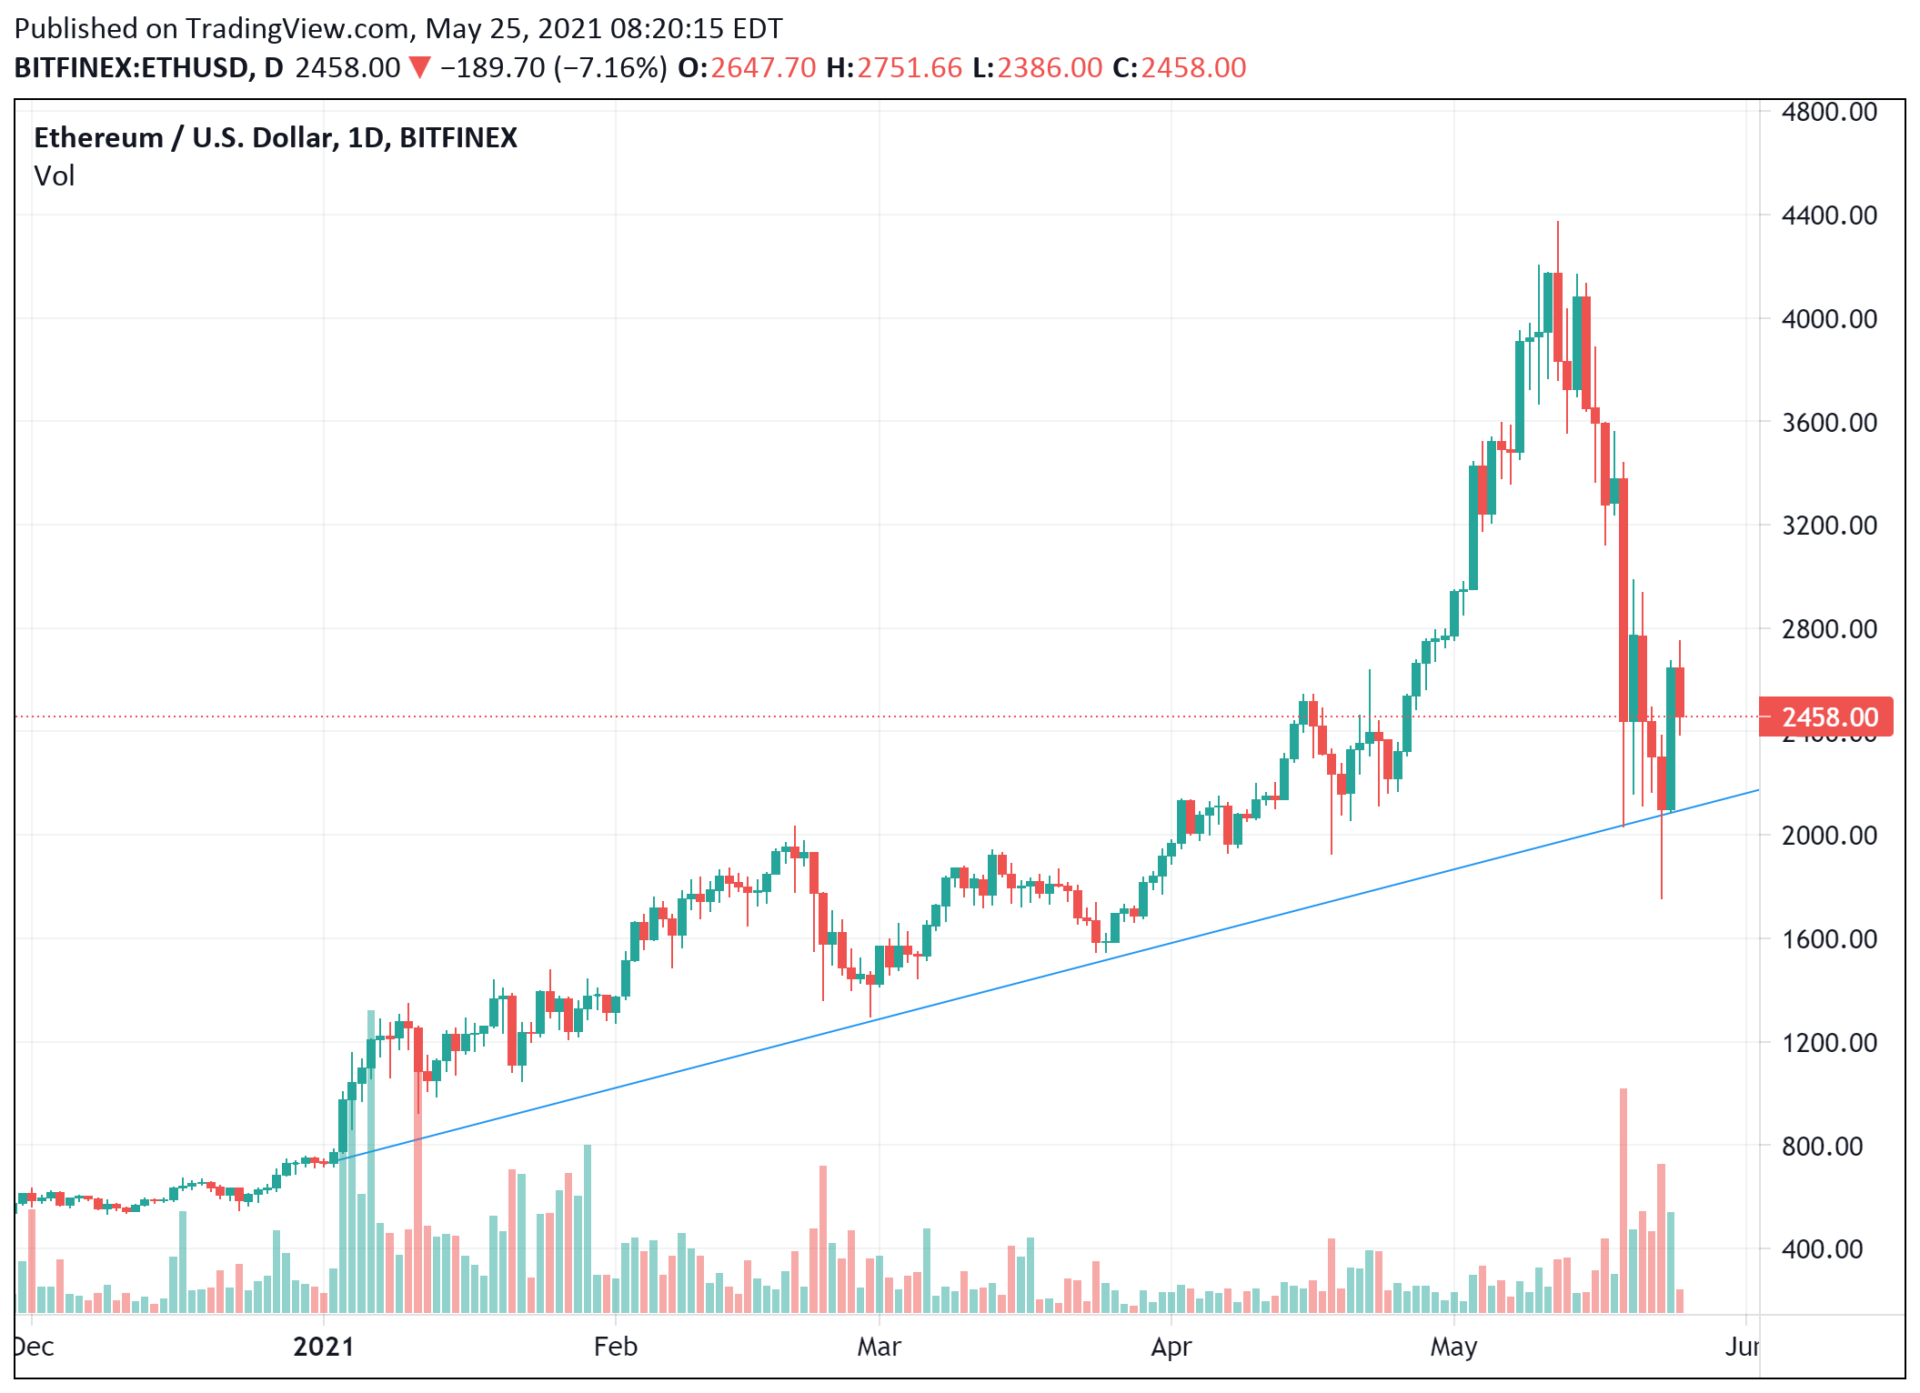 Published on TradingView.com, May 25, 2021 08:20:15 EDT
BITFINEX:ETHUSD, D 2458.00 ▼ −189.70 (−7.16%) O:2647.70 H:2751.66 L:2386.00 C:2458.00
Ethereum / U.S. Dollar, 1D, BITFINEX
Vol
4800.00
4400.00
4000.00
3600.00
3200.00
2800.00
2458.00
2400.00
2000.00
1600.00
1200.00
800.00
400.00
Dec 2021 Feb Mar Apr May Jun